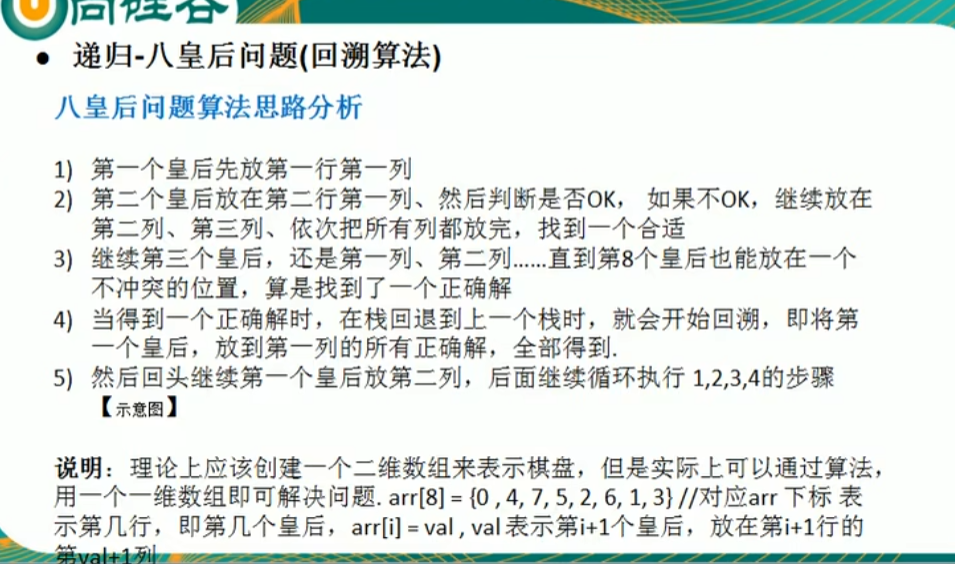 尚硅谷
● 递归-八皇后问题(回溯算法)
八皇后问题算法思路分析
1) 第一个皇后先放第一行第一列
2) 第二个皇后放在第二行第一列、然后判断是否OK， 如果不OK，继续放在
第二列、第三列、依次把所有列都放完，找到一个合适
3) 继续第三个皇后，还是第一列、第二列……直到第8个皇后也能放在一个
不冲突的位置，算是找到了一个正确解
4) 当得到一个正确解时，在栈回退到上一个栈时，就会开始回溯，即将第
一个皇后，放到第一列的所有正确解，全部得到.
5) 然后回头继续第一个皇后放第二列，后面继续循环执行 1,2,3,4的步骤
【示意图】
说明：理论上应该创建一个二维数组来表示棋盘，但是实际上可以通过算法，
用一个一维数组即可解决问题. arr[8] = {0 , 4, 7, 5, 2, 6, 1, 3} //对应arr 下标 表
示第几行，即第几个皇后，arr[i] = val , val 表示第i+1个皇后，放在第i+1行的
第val+1列